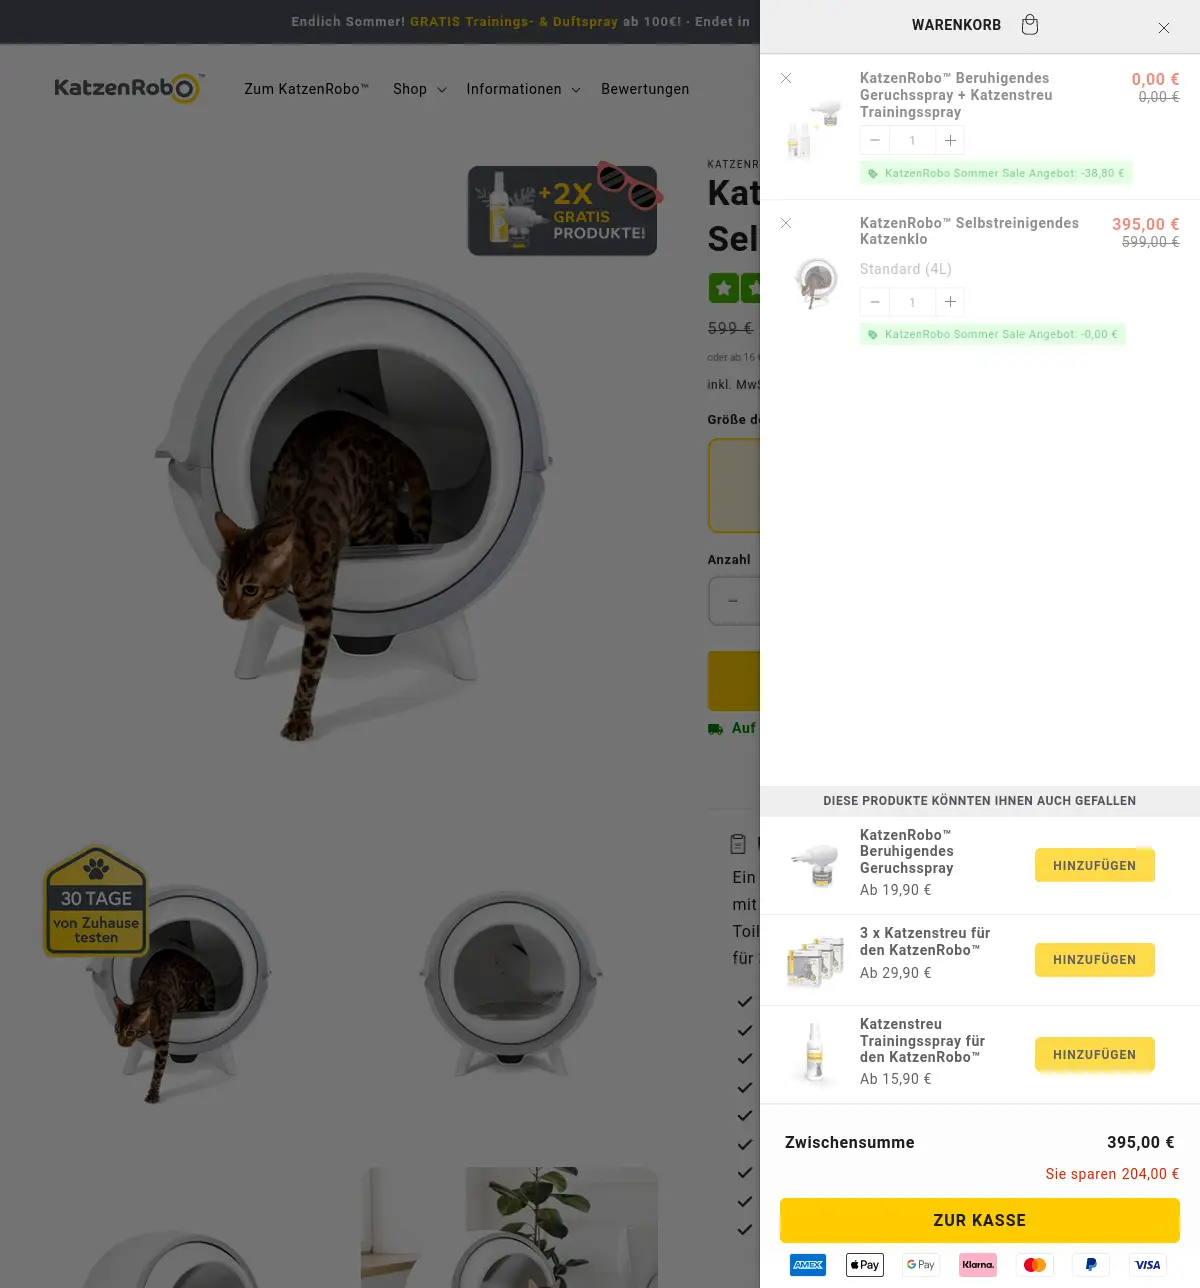 Endlich Sommer! GRATIS Trainings- & Duftspray ab 100€! · Endet in
KatzenRobo™
Zum KatzenRobo™
Shop
Informationen
Bewertungen
+2X
GRATIS
PRODUKTE!
KATZENR
Kat
Sel
599 €
oder ab 16 €
inkl. MwS
Größe de
Anzahl
−
Auf
Ein
mit
Toil
für
30 TAGE
von Zuhause
testen
WARENKORB
KatzenRobo™ Beruhigendes
Geruchsspray + Katzenstreu
Trainingsspray
0,00 €
0,00 €
− 1 +
KatzenRobo Sommer Sale Angebot: -38,80 €
KatzenRobo™ Selbstreinigendes
Katzenklo
395,00 €
599,00 €
Standard (4L)
− 1 +
KatzenRobo Sommer Sale Angebot: -0,00 €
DIESE PRODUKTE KÖNNTEN IHNEN AUCH GEFALLEN
KatzenRobo™
Beruhigendes
Geruchsspray
Ab 19,90 €
HINZUFÜGEN
3 x Katzenstreu für
den KatzenRobo™
Ab 29,90 €
HINZUFÜGEN
Katzenstreu
Trainingsspray für
den KatzenRobo™
Ab 15,90 €
HINZUFÜGEN
Zwischensumme
395,00 €
Sie sparen 204,00 €
ZUR KASSE
AMEX
Pay
G Pay
Klarna.
VISA